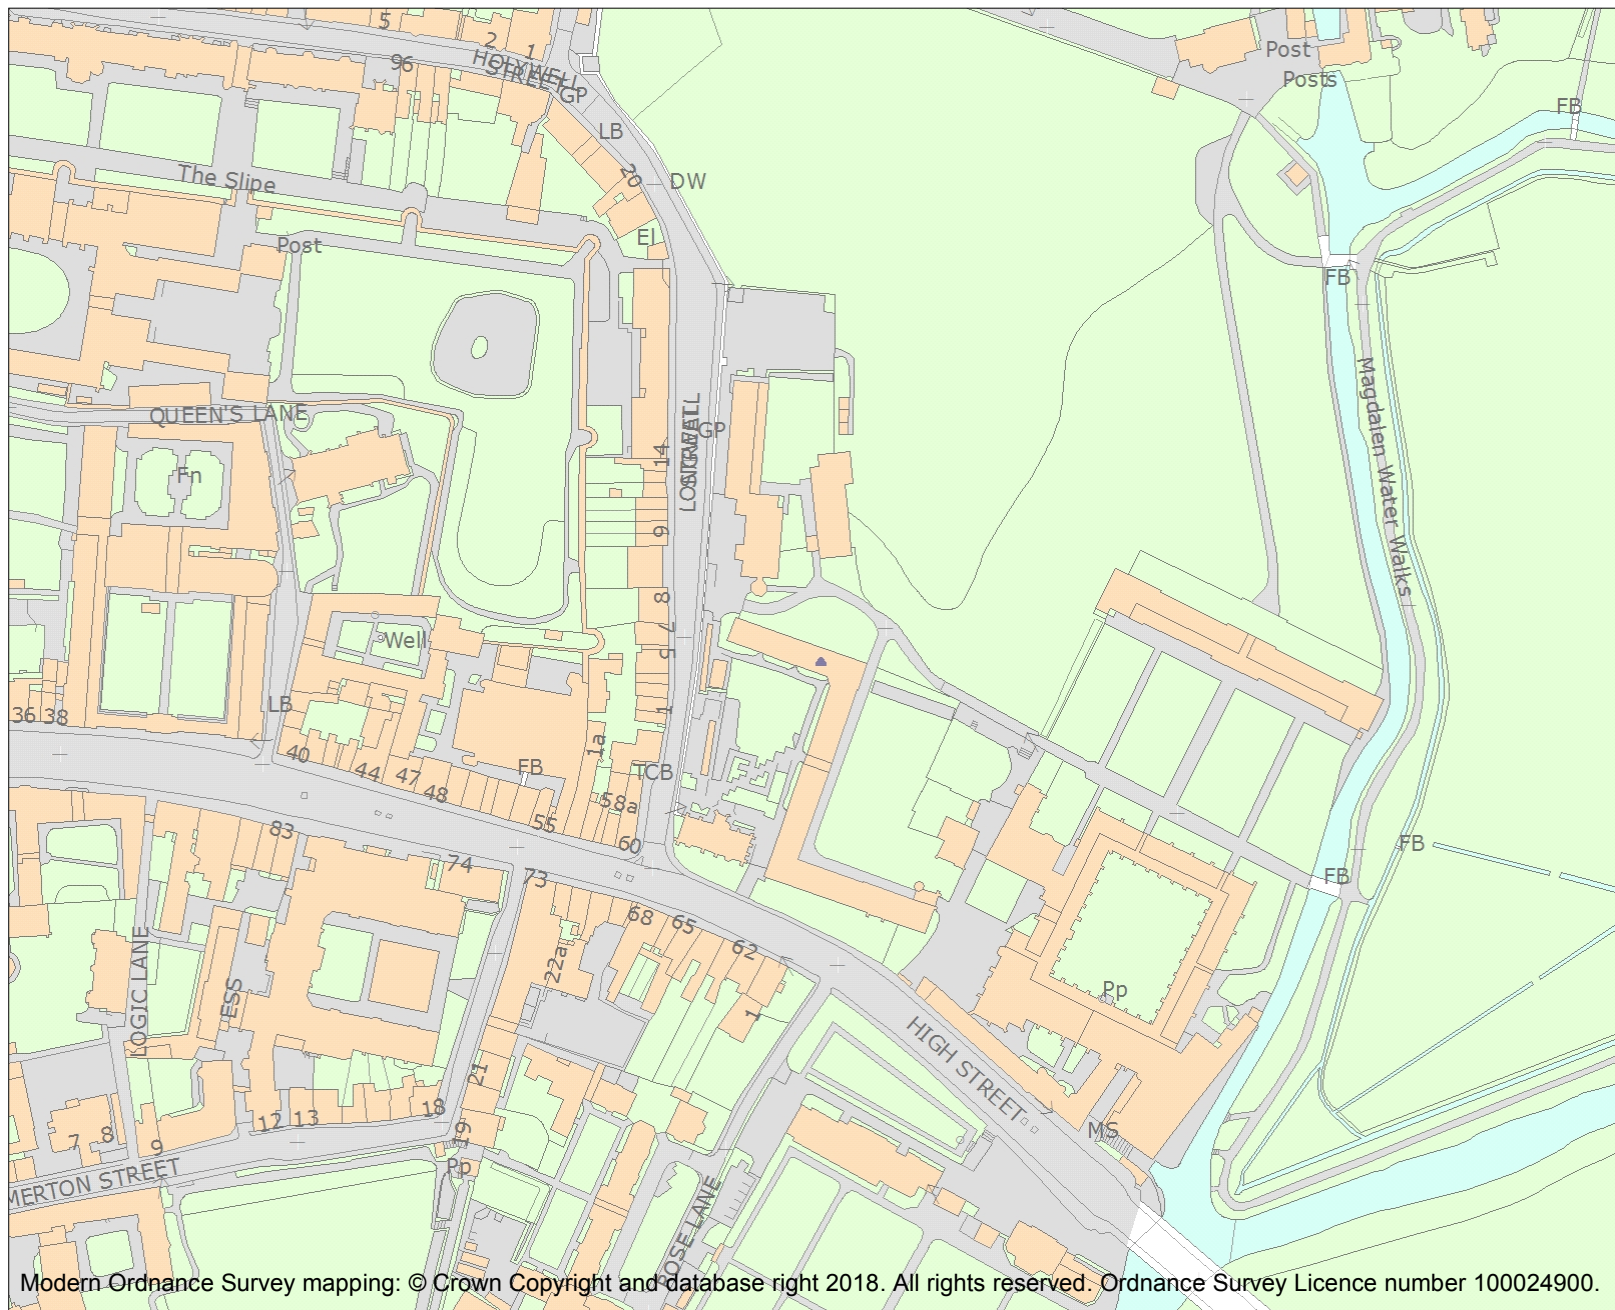 5
2
1
96
HOLYWELL
STREET
GP
Post
Posts
FB
LB
20
DW
The Slipe
El
Post
FB
QUEEN'S LANE
LONGWALL
STREET
GP
Magdalen Water Walks
14
Fn
9
8
7
5
Well
1
LB
36
38
40
44
47
48
FB
1a
TCB
58a
55
60
83
74
73
68
65
62
FB
FB
22a
LOGIC LANE
ESS
1
Pp
HIGH STREET
21
MS
18
12
13
19
7
8
9
Pp
MERTON STREET
ROSE LANE
Modern Ordnance Survey mapping: © Crown Copyright and database right 2018. All rights reserved. Ordnance Survey Licence number 100024900.